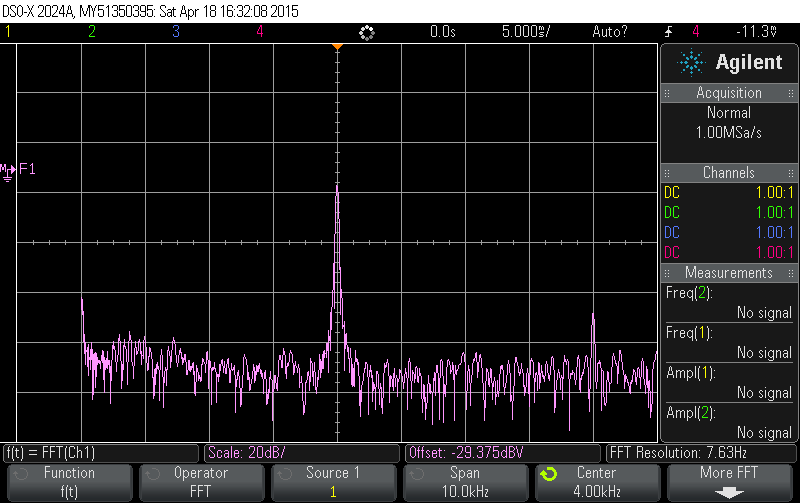 DSO-X 2024A, MY51350395: Sat Apr 18 16:32:08 2015
1 2 3 4 0.0s 5.000ms/ Auto? 4 -11.3V
Agilent
Acquisition
Normal
1.00MSa/s
M F1
Channels
DC 1.00:1
DC 1.00:1
DC 1.00:1
DC 1.00:1
Measurements
Freq(2):
No signal
Freq(1):
No signal
Ampl(1):
No signal
Ampl(2):
No signal
f(t) = FFT(Ch1) Scale: 20dB/ Offset: -29.375dBV FFT Resolution: 7.63Hz
Function Operator Source 1 Span Center More FFT
f(t) FFT 1 10.0kHz 4.00kHz